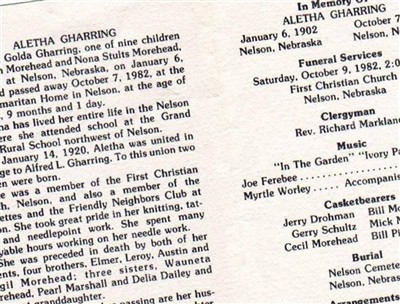 ALETHA GHARRING
Golda Gharring, one of nine children
Morehead and Nona Stults Morehead,
at Nelson, Nebraska, on January 6,
passed away October 7, 1982, at the
Home in Nelson, at the age of
, 9 months and 1 day.
has lived her entire life in the Nelson
she attended school at the Grand
Rural School northwest of Nelson.
January 14, 1920, Aletha was united in
to Alfred L. Gharring. To this union two
were born.
was a member of the First Christian
, Nelson, and also a member of the
and the Friendly Neighbors Club at
. She took great pride in her knitting, tat-
and needlepoint work. She spent many
hours working on her needle work.
She was preceded in death by both of her
, four brothers, Elmer, Leroy, Austin and
Morehead; three sisters, Wauneta
, Pearl Marshall and Delia Dailey and
granddaughter.
passing are her hus-
In Memory Of
ALETHA GHARRING
January 6, 1902 October 7,
Nelson, Nebraska Nelson, N
Funeral Services
Saturday, October 9, 1982, 2:0
First Christian Church
Nelson, Nebraska
Clergyman
Rev. Richard Marklan
Music
"In The Garden" "Ivory Pa
Joe Ferebee
Myrtle Worley Accompanis
Casketbearers
Jerry Drohman Bill Mo
Gerry Schultz Mick M
Cecil Morehead Bill Pi
Burial
Nelson Cemete
Nelson, Nebra
Arrangements